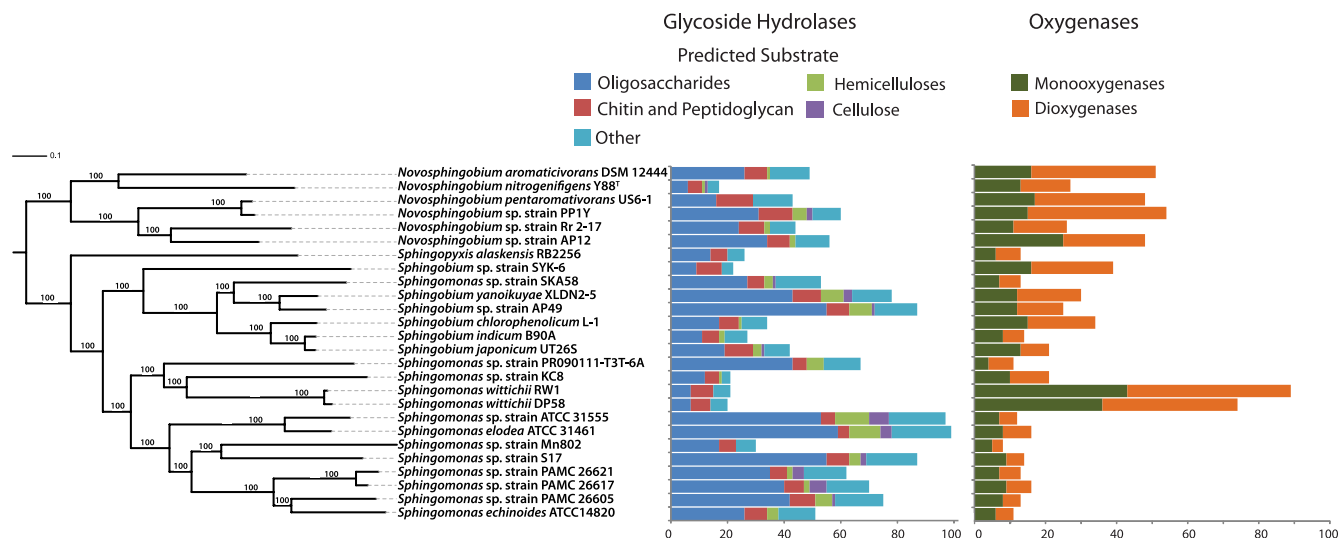 Glycoside Hydrolases
Oxygenases
Predicted Substrate
Oligosaccharides
Hemicelluloses
Monooxygenases
Chitin and Peptidoglycan
Cellulose
Dioxygenases
Other
0.1
100 Novosphingobium aromaticivorans DSM 12444
Novosphingobium nitrogenifigens Y88ᵀ
100 100 Novosphingobium pentaromativorans US6-1
100 Novosphingobium sp. strain PP1Y
Novosphingobium sp. strain Rr 2-17
100 Novosphingobium sp. strain AP12
Sphingopyxis alaskensis RB2256
100 Sphingobium sp. strain SYK-6
100 Sphingomonas sp. strain SKA58
100 Sphingobium yanoikuyae XLDN2-5
100 100 Sphingobium sp. strain AP49
100 Sphingobium chlorophenolicum L-1
100 Sphingobium indicum B90A
100 Sphingobium japonicum UT26S
100 Sphingomonas sp. strain PR090111-T3T-6A
100 Sphingomonas sp. strain KC8
100 Sphingomonas wittichii RW1
100 Sphingomonas wittichii DP58
Sphingomonas sp. strain ATCC 31555
100 Sphingomonas elodea ATCC 31461
100 Sphingomonas sp. strain Mn802
100 Sphingomonas sp. strain S17
100 Sphingomonas sp. strain PAMC 26621
100 Sphingomonas sp. strain PAMC 26617
100 Sphingomonas sp. strain PAMC 26605
Sphingomonas echinoides ATCC14820
0 20 40 60 80 100
0 20 40 60 80 100